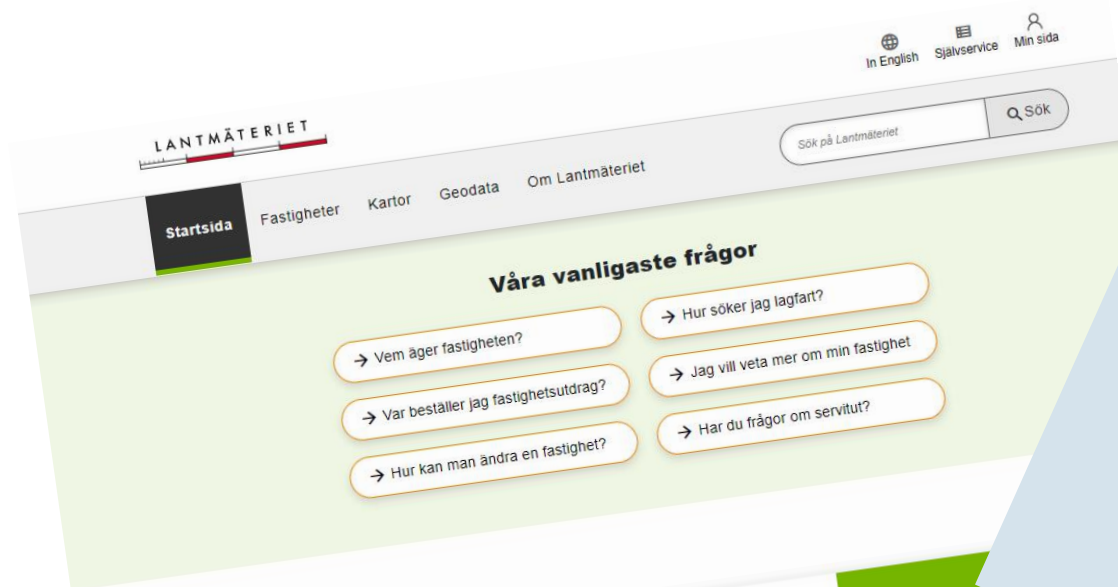 In English
Självservice
Min sida
LANTMÄTERIET
Sök på Lantmäteriet
Sök
Startsida
Fastigheter
Kartor
Geodata
Om Lantmäteriet
Våra vanligaste frågor
→ Vem äger fastigheten?
→ Hur söker jag lagfart?
→ Var beställer jag fastighetsutdrag?
→ Jag vill veta mer om min fastighet
→ Hur kan man ändra en fastighet?
→ Har du frågor om servitut?